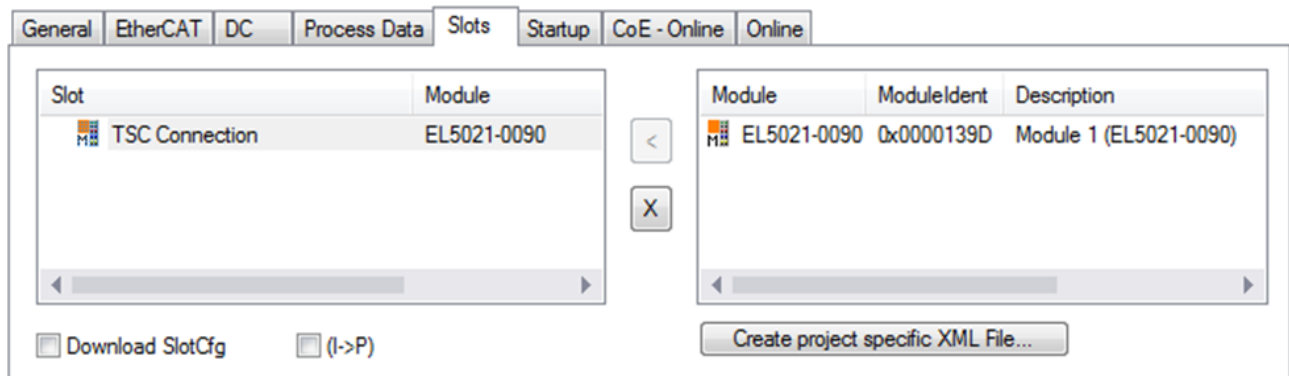 General EtherCAT DC Process Data Slots Startup CoE - Online Online
Slot Module
M TSC Connection EL5021-0090
<
X
Module ModuleIdent Description
M EL5021-0090 0x0000139D Module 1 (EL5021-0090)
Download SlotCfg (I->P)
Create project specific XML File...